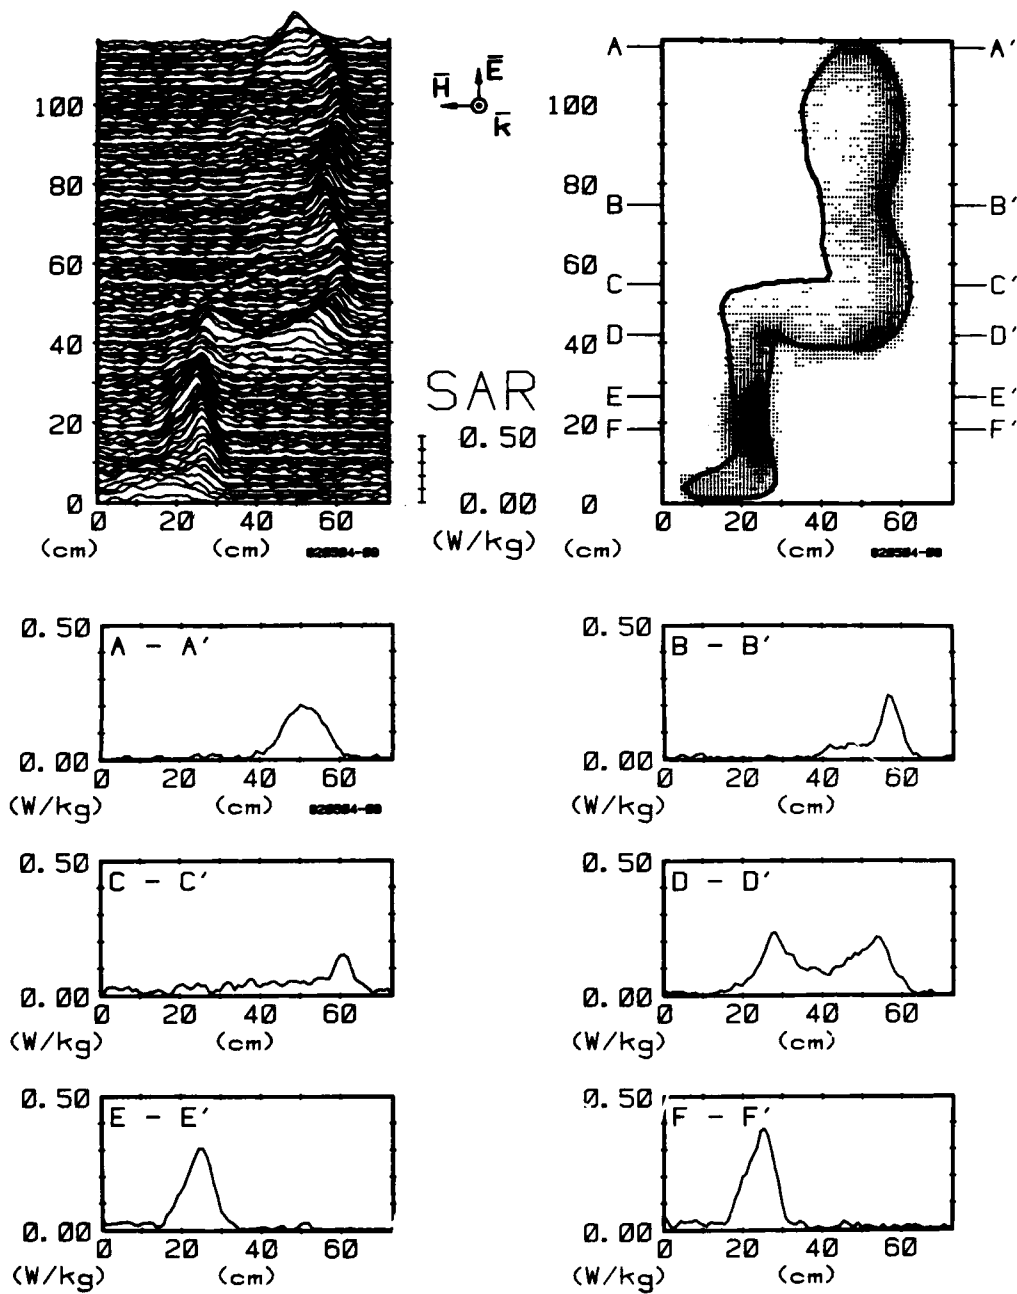 H̅ E̅
k̅
100
80
60
40
20
0
0 20 40 60
(cm) (cm)
SAR
0.50
0.00
(W/kg)
A A'
100
80
B B'
60
C C'
D D'
40
E E'
20
F F'
0
0 20 40 60
(cm) (cm)
0.50
A - A'
0.00
0 20 40 60
(W/kg) (cm)
0.50
B - B'
0.00
0 20 40 60
(W/kg) (cm)
0.50
C - C'
0.00
0 20 40 60
(W/kg) (cm)
0.50
D - D'
0.00
0 20 40 60
(W/kg) (cm)
0.50
E - E'
0.00
0 20 40 60
(W/kg) (cm)
0.50
F - F'
0.00
0 20 40 60
(W/kg) (cm)